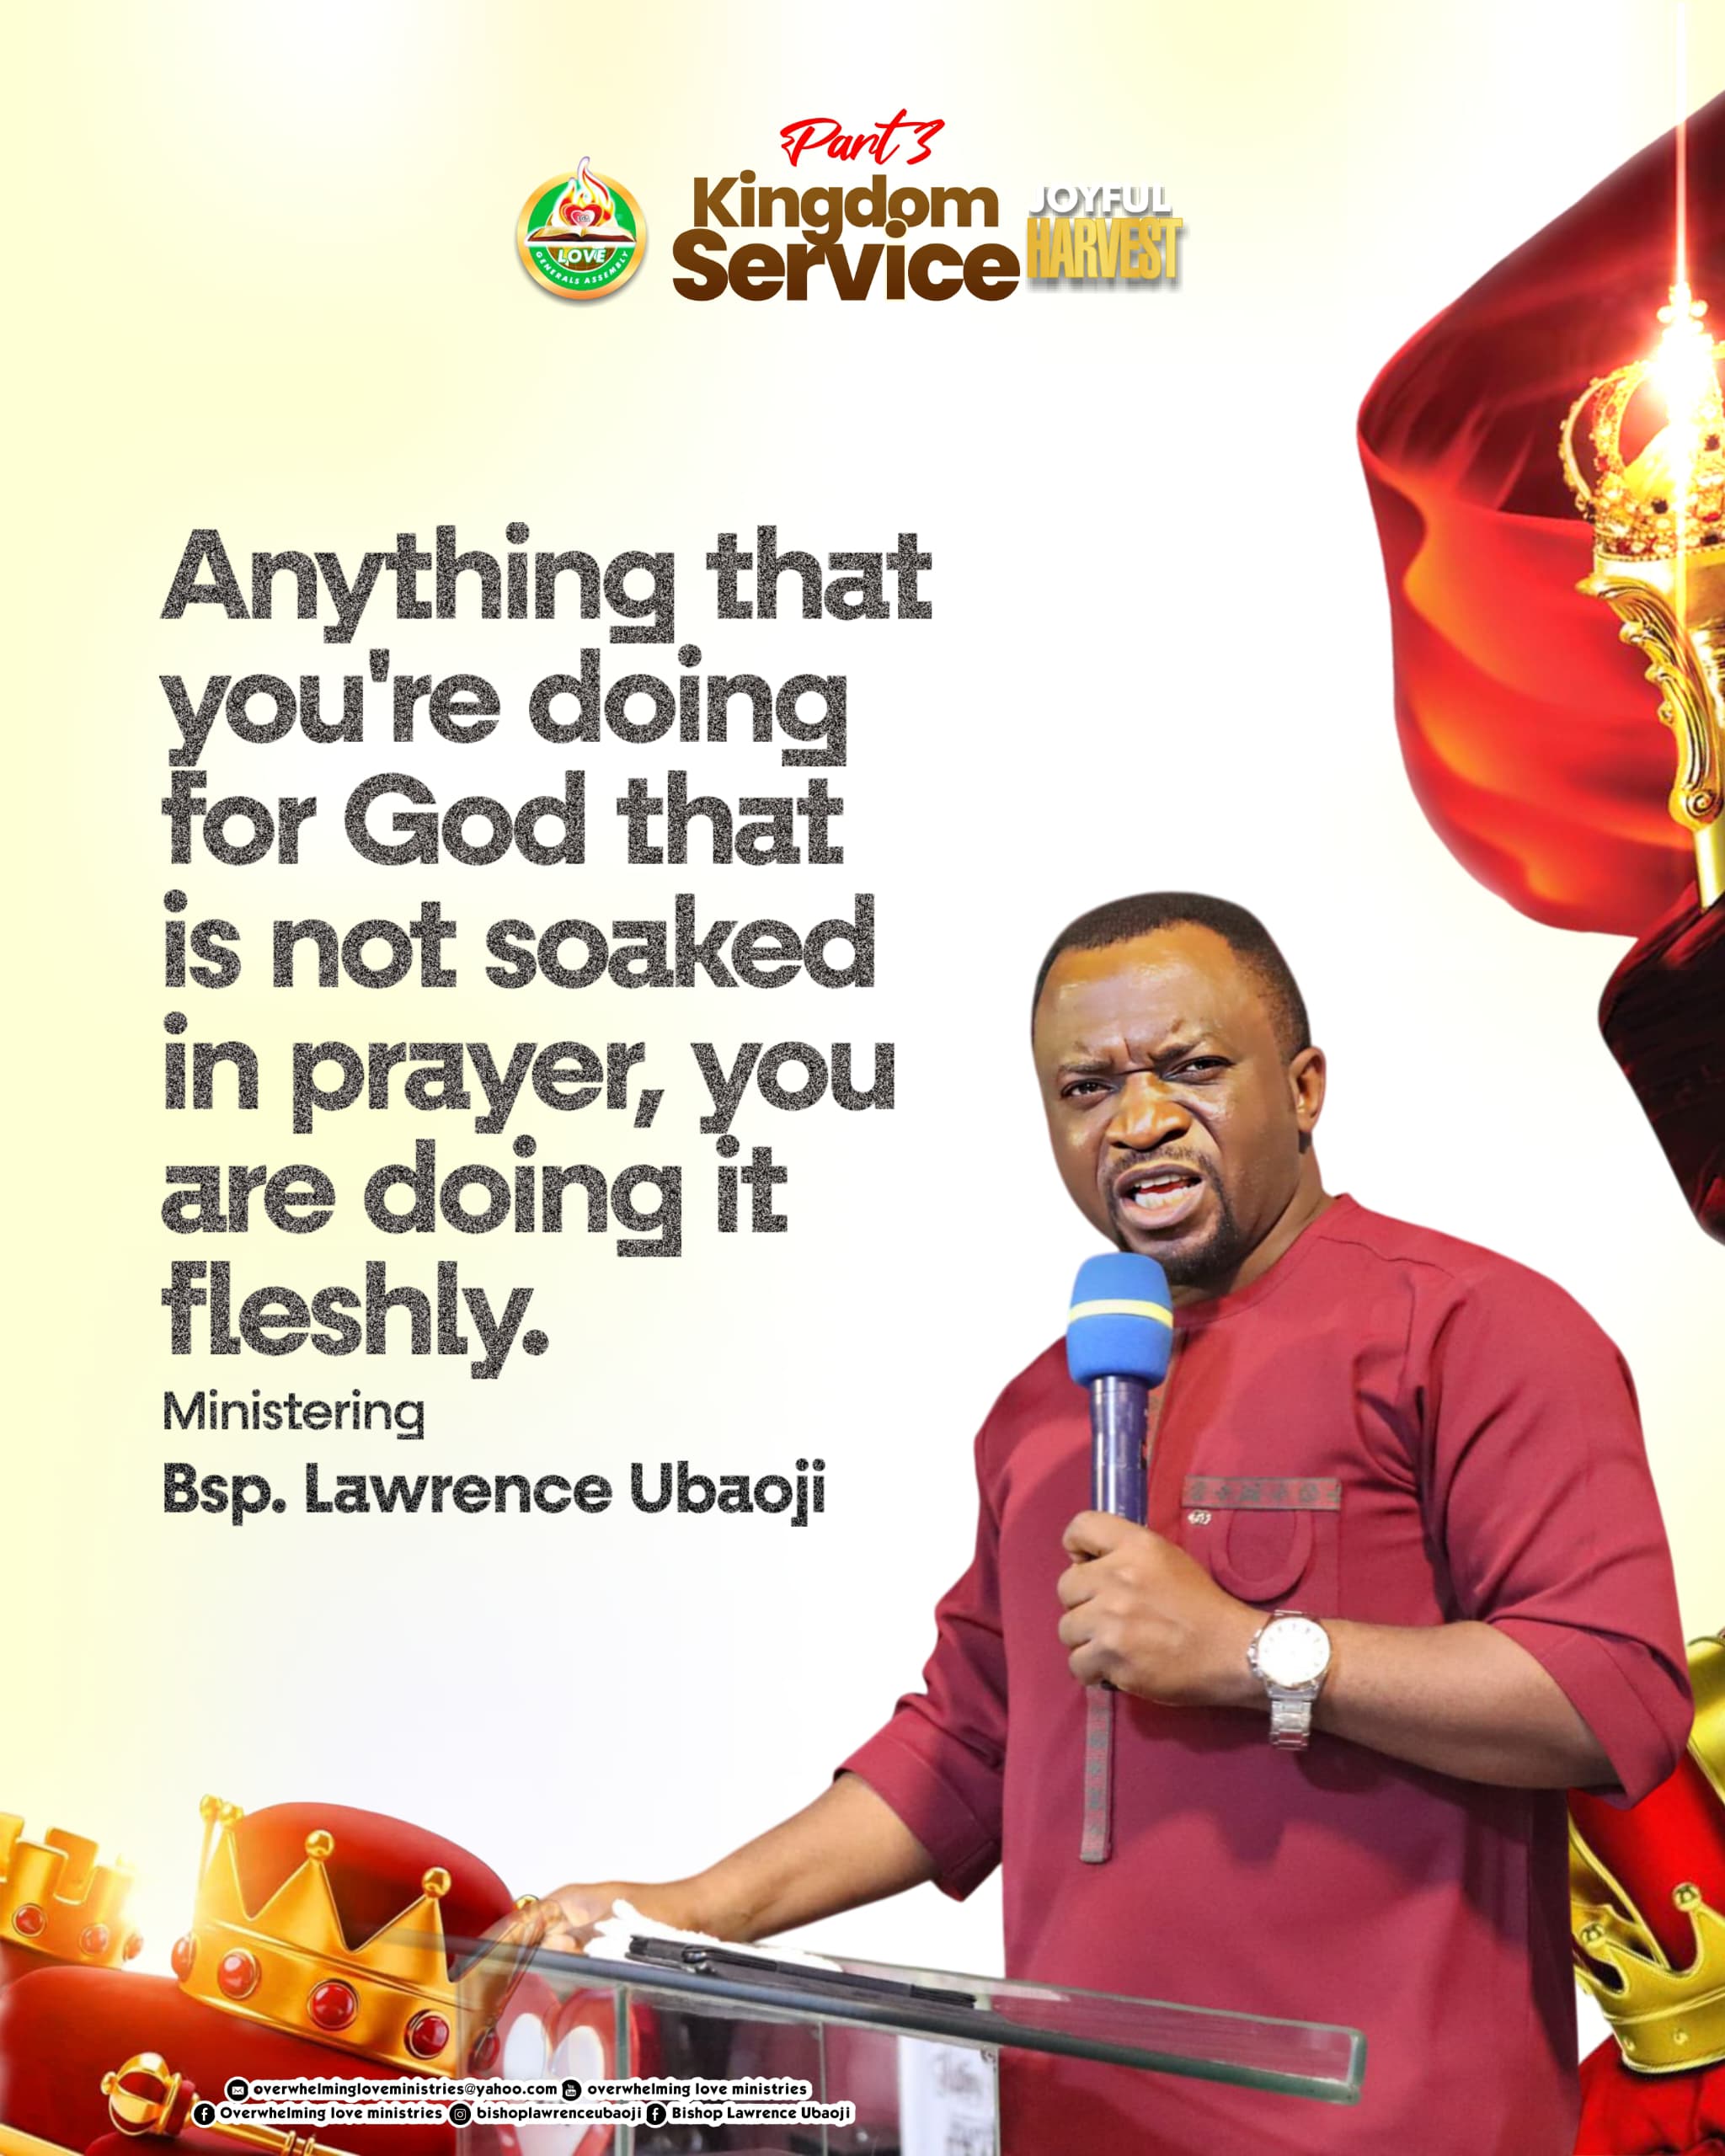 Part 3
Kingdom
Service
JOYFUL
HARVEST
LOVE
GENERALS ASSEMBLY
Anything that
you're doing
for God that
is not soaked
in prayer, you
are doing it
fleshly.
Ministering
Bsp. Lawrence Ubaoji
overwhelmingloveministries@yahoo.com overwhelming love ministries
Overwhelming love ministries bishoplawrenceubaoji Bishop Lawrence Ubaoji